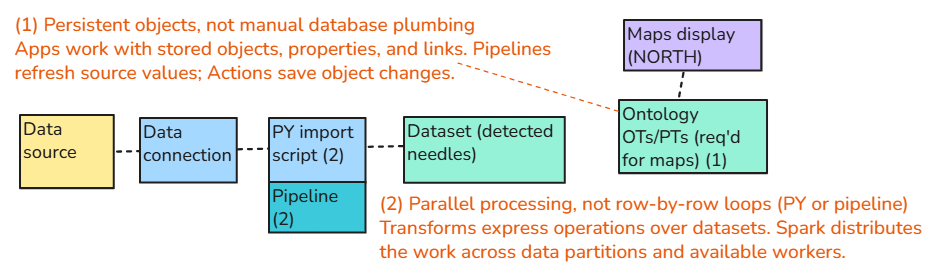 (1) Persistent objects, not manual database plumbing
Apps work with stored objects, properties, and links. Pipelines
refresh source values; Actions save object changes.
Maps display
(NORTH)
Data
source
Data
connection
PY import
script (2)
Pipeline
(2)
Dataset (detected
needles)
Ontology
OTs/PTs (req'd
for maps) (1)
(2) Parallel processing, not row-by-row loops (PY or pipeline)
Transforms express operations over datasets. Spark distributes
the work across data partitions and available workers.